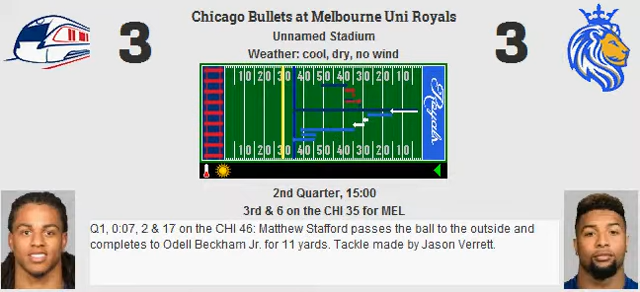 Chicago Bullets at Melbourne Uni Royals
3
3
Unnamed Stadium
Weather: cool, dry, no wind
10 20 30 40 50 40 30 20 10
Royals
10 20 30 40 50 40 30 20 10
2nd Quarter, 15:00
3rd & 6 on the CHI 35 for MEL
Q1, 0:07, 2 & 17 on the CHI 46: Matthew Stafford passes the ball to the outside and
completes to Odell Beckham Jr. for 11 yards. Tackle made by Jason Verrett.